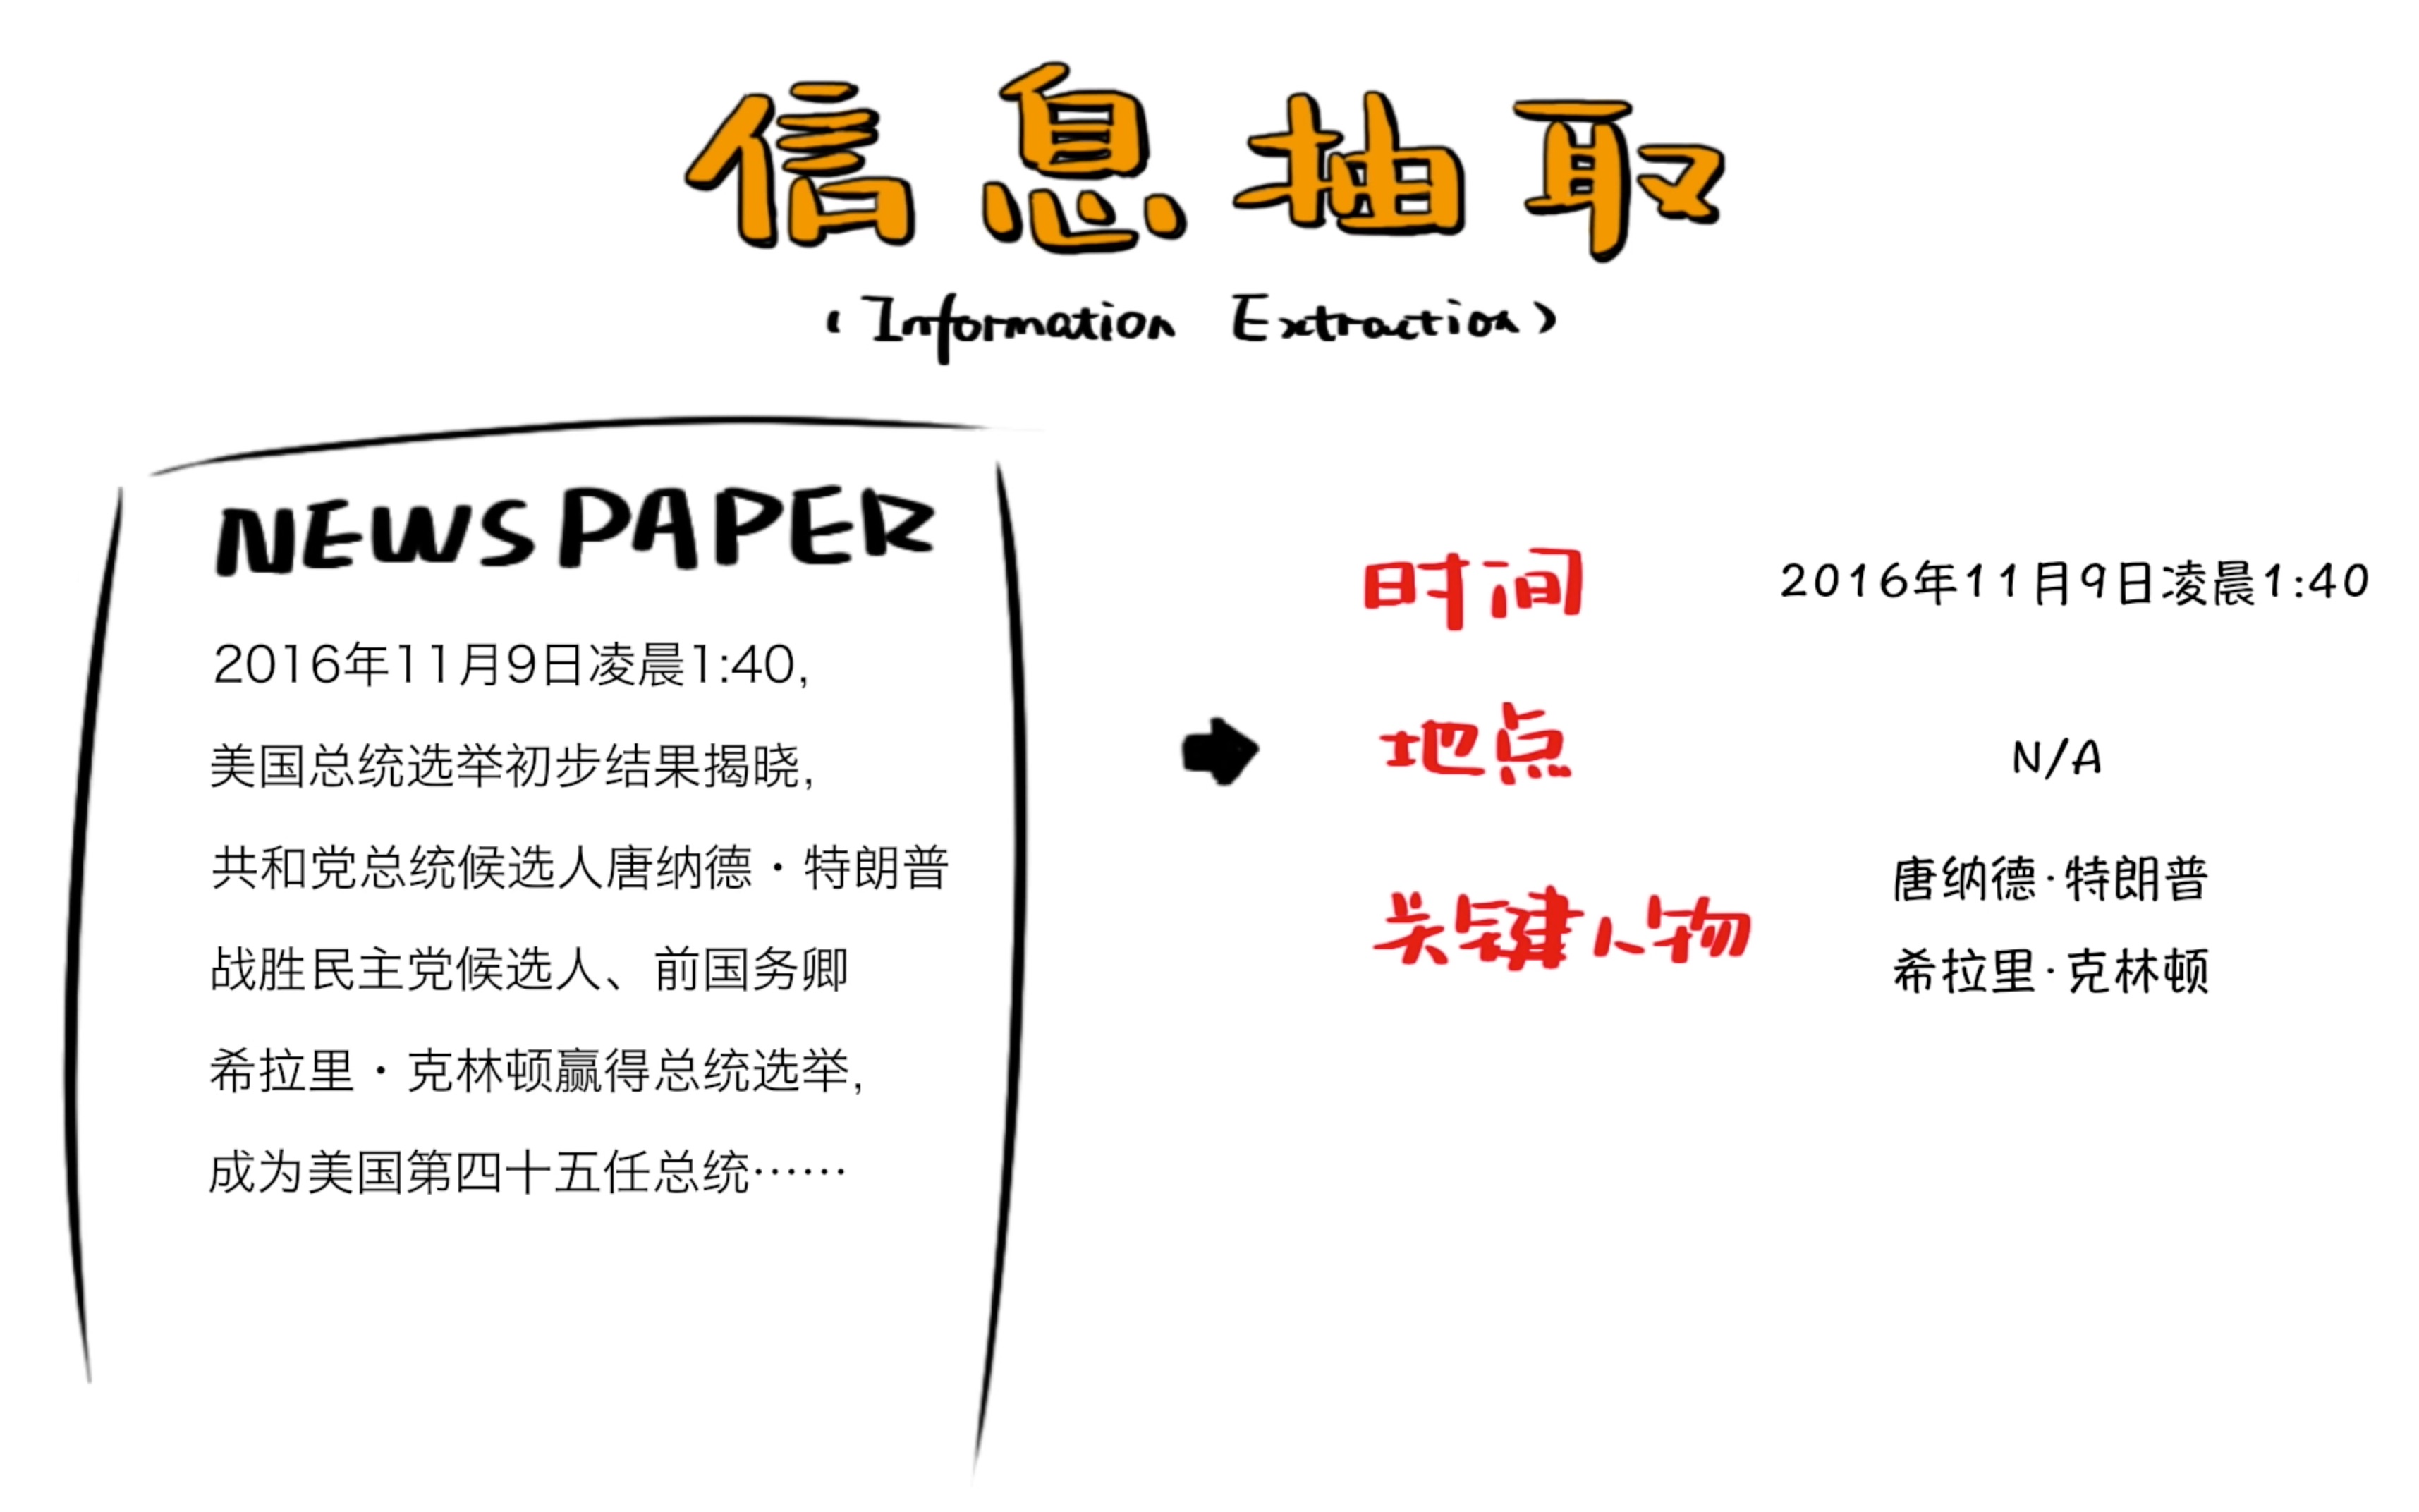 信息抽取
(Information Extraction)
NEWSPAPER
2016年11月9日凌晨1:40,
美国总统选举初步结果揭晓,
共和党总统候选人唐纳德·特朗普
战胜民主党候选人、前国务卿
希拉里·克林顿赢得总统选举,
成为美国第四十五任总统……
时间 2016年11月9日凌晨1:40
地点 N/A
关键人物 唐纳德·特朗普
希拉里·克林顿